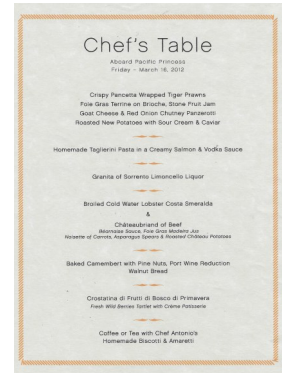 Chef's Table
Aboard Pacific Princess
Friday - March 16, 2012
Crispy Pancetta Wrapped Tiger Prawns
Foie Gras Terrine on Brioche, Stone Fruit Jam
Goat Cheese & Red Onion Chutney Panzerotti
Roasted New Potatoes with Sour Cream & Caviar
Homemade Taglierini Pasta in a Creamy Salmon & Vodka Sauce
Granita of Sorrento Limoncello Liquor
Broiled Cold Water Lobster Costa Smeralda
&
Châteaubriand of Beef
Béarnaise Sauce, Foie Gras Madeira Jus
Noisette of Carrots, Asparagus Spears & Roasted Château Potatoes
Baked Camembert with Pine Nuts, Port Wine Reduction
Walnut Bread
Crostatina di Frutti di Bosco di Primavera
Fresh Wild Berries Tartlet with Crème Patisserie
Coffee or Tea with Chef Antonio's
Homemade Biscotti & Amaretti